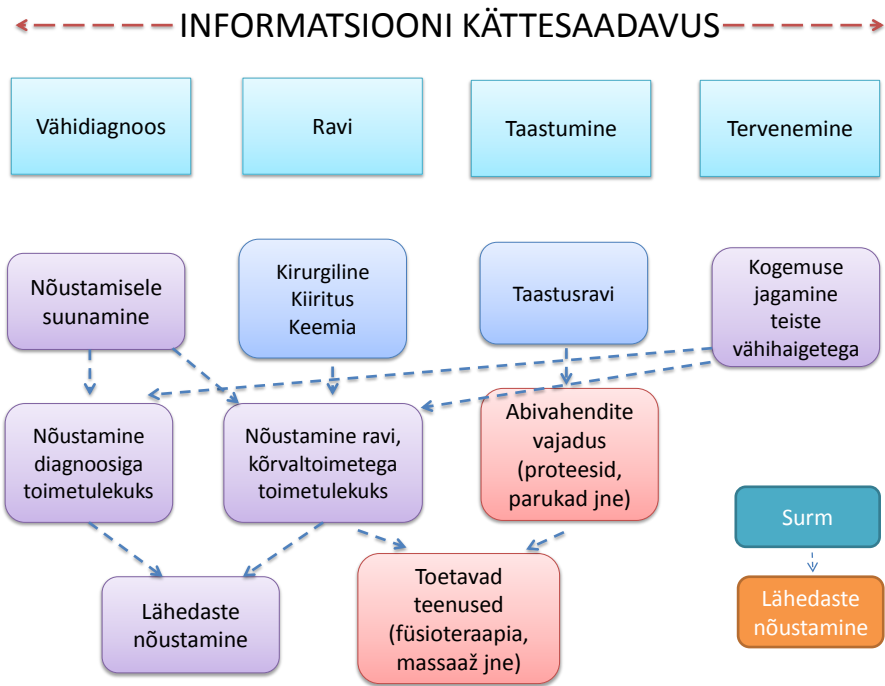 INFORMATSIOONI KÄTTESAADAVUS
Vähidiagnoos
Ravi
Taastumine
Tervenemine
Nõustamisele
suunamine
Kirurgiline
Kiiritus
Keemia
Taastusravi
Kogemuse
jagamine
teiste
vähihaigetega
Nõustamine
diagnoosiga
toimetulekuks
Nõustamine ravi,
kõrvaltoimetega
toimetulekuks
Abivahendite
vajadus
(proteesid,
parukad jne)
Surm
Lähedaste
nõustamine
Toetavad
teenused
(füsioteraapia,
massaaž jne)
Lähedaste
nõustamine